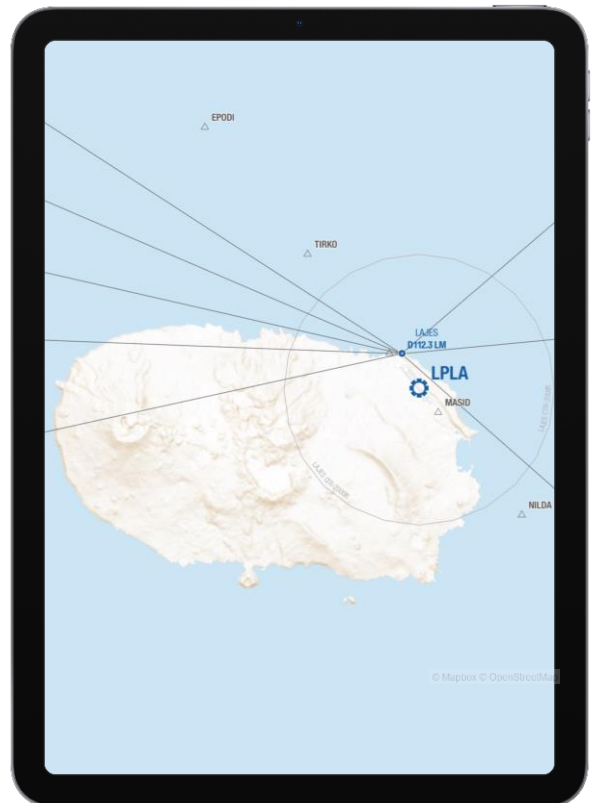 EPODI
TIRKO
LAJES
D112.3 LM
LPLA
MASID
NILDA
© Mapbox © OpenStreetMap